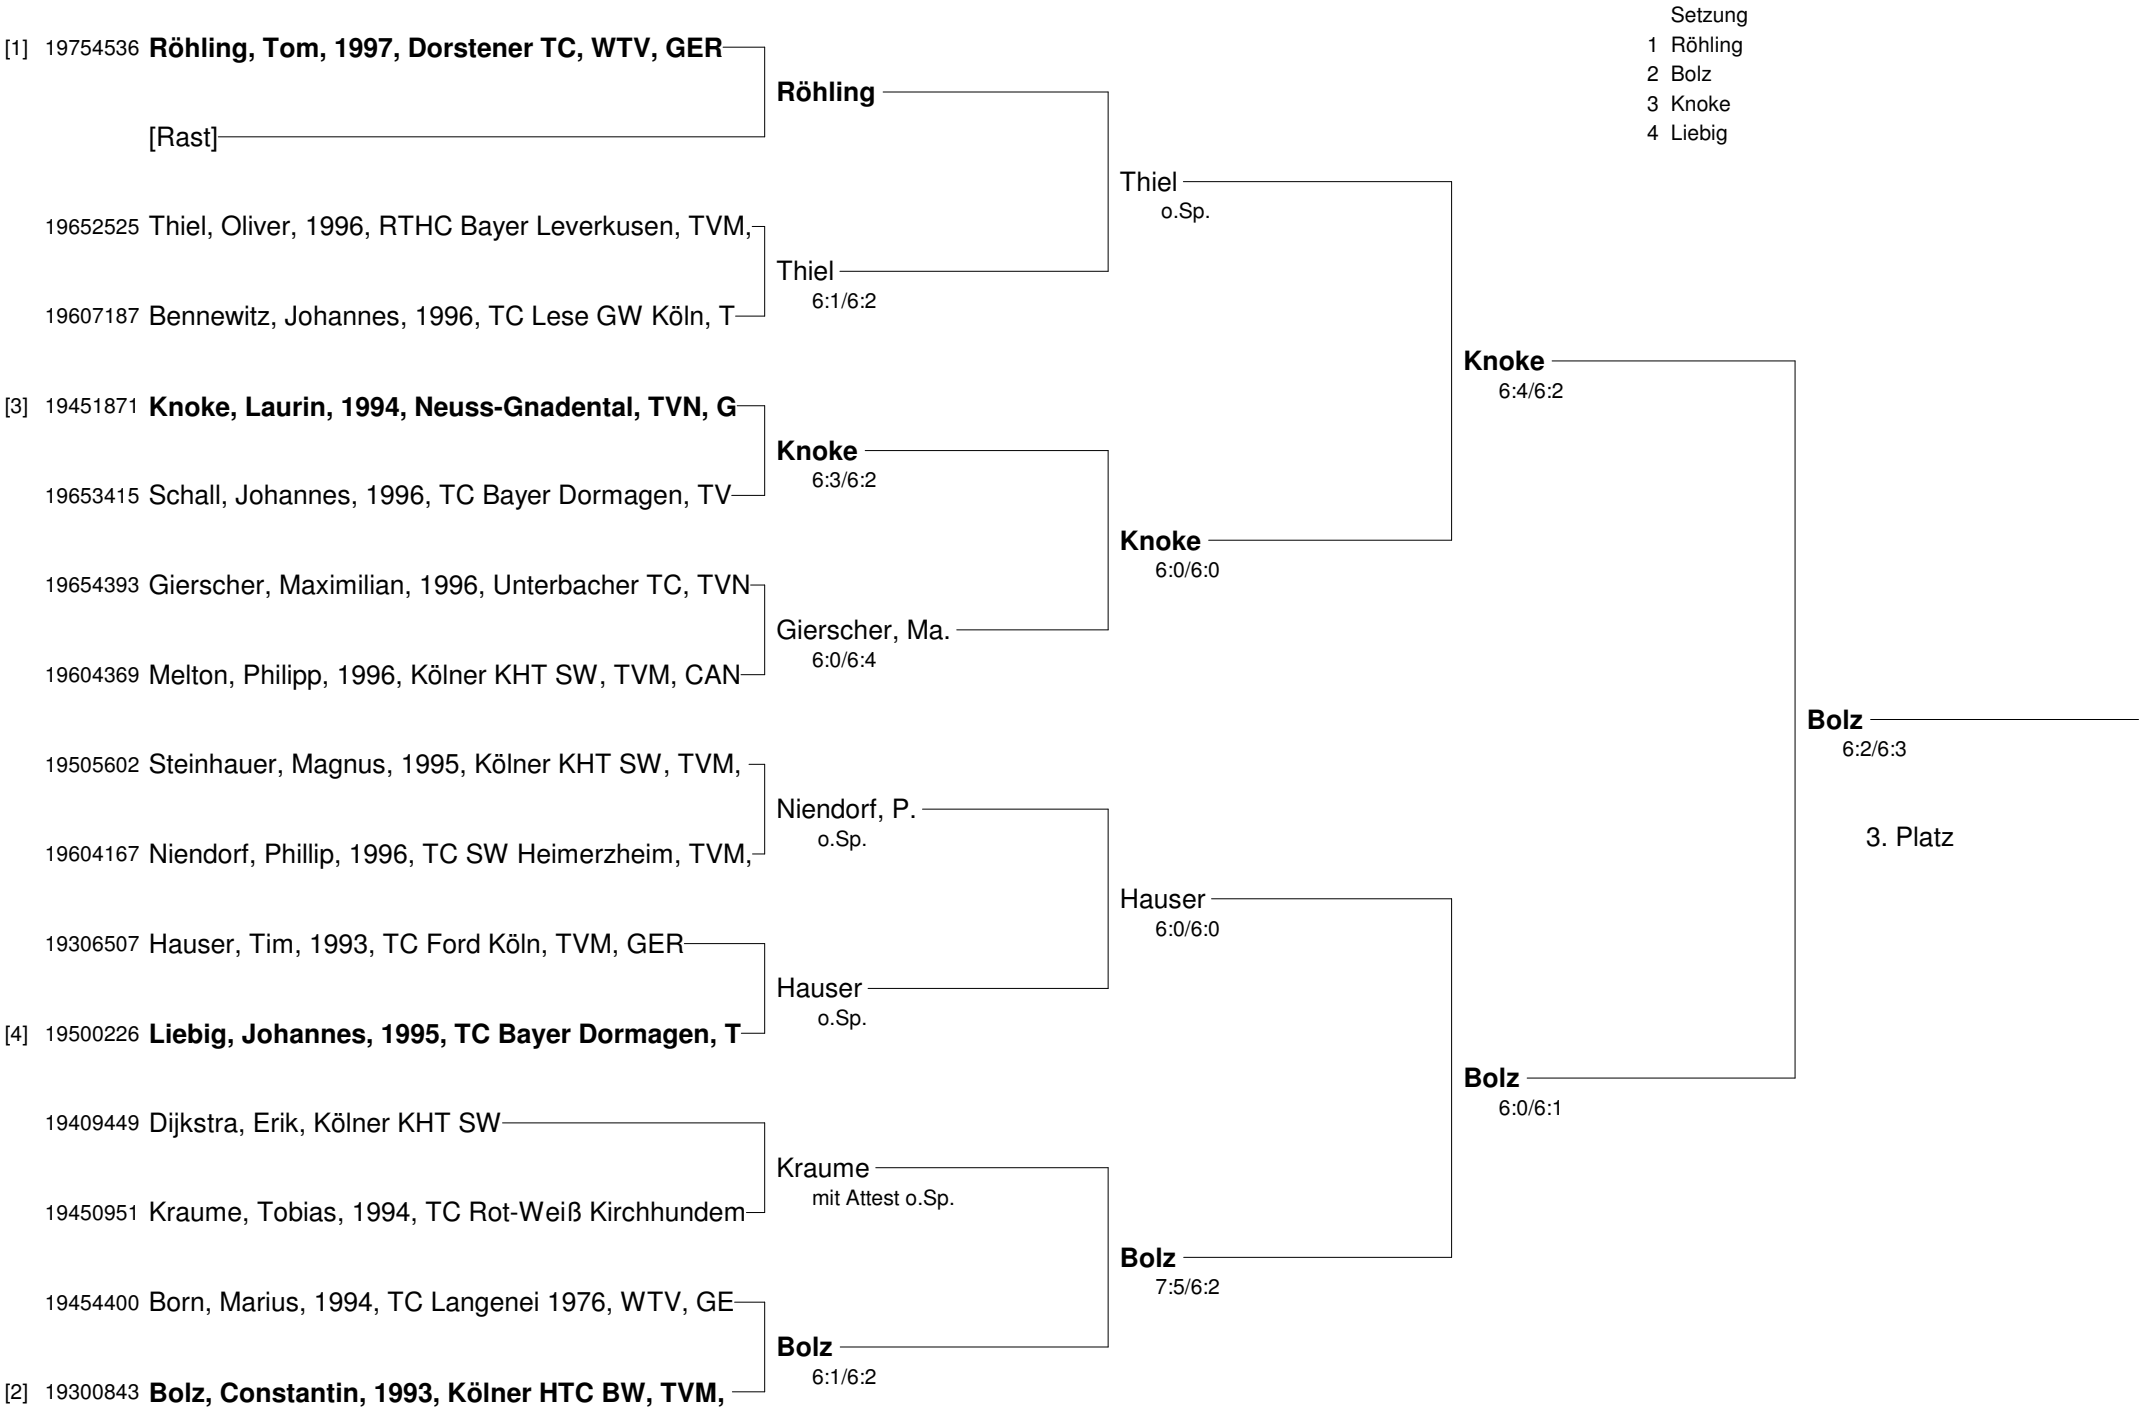 Setzung
1 Röhling
2 Bolz
3 Knoke
4 Liebig
[1] 19754536 Röhling, Tom, 1997, Dorstener TC, WTV, GER
Röhling
[Rast]
Thiel
o.Sp.
19652525 Thiel, Oliver, 1996, RTHC Bayer Leverkusen, TVM,
Thiel
6:1/6:2
19607187 Bennewitz, Johannes, 1996, TC Lese GW Köln, T
Knoke
6:4/6:2
[3] 19451871 Knoke, Laurin, 1994, Neuss-Gnadental, TVN, G
Knoke
6:3/6:2
19653415 Schall, Johannes, 1996, TC Bayer Dormagen, TV
Knoke
6:0/6:0
19654393 Gierscher, Maximilian, 1996, Unterbacher TC, TVN
Gierscher, Ma.
6:0/6:4
19604369 Melton, Philipp, 1996, Kölner KHT SW, TVM, CAN
Bolz
6:2/6:3
19505602 Steinhauer, Magnus, 1995, Kölner KHT SW, TVM,
Niendorf, P.
o.Sp.
3. Platz
19604167 Niendorf, Phillip, 1996, TC SW Heimerzheim, TVM,
Hauser
6:0/6:0
19306507 Hauser, Tim, 1993, TC Ford Köln, TVM, GER
Hauser
o.Sp.
[4] 19500226 Liebig, Johannes, 1995, TC Bayer Dormagen, T
Bolz
6:0/6:1
19409449 Dijkstra, Erik, Kölner KHT SW
Kraume
mit Attest o.Sp.
19450951 Kraume, Tobias, 1994, TC Rot-Weiß Kirchhundem
Bolz
7:5/6:2
19454400 Born, Marius, 1994, TC Langenei 1976, WTV, GE
Bolz
6:1/6:2
[2] 19300843 Bolz, Constantin, 1993, Kölner HTC BW, TVM,